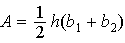 A = 1/2 h(b₁ + b₂)